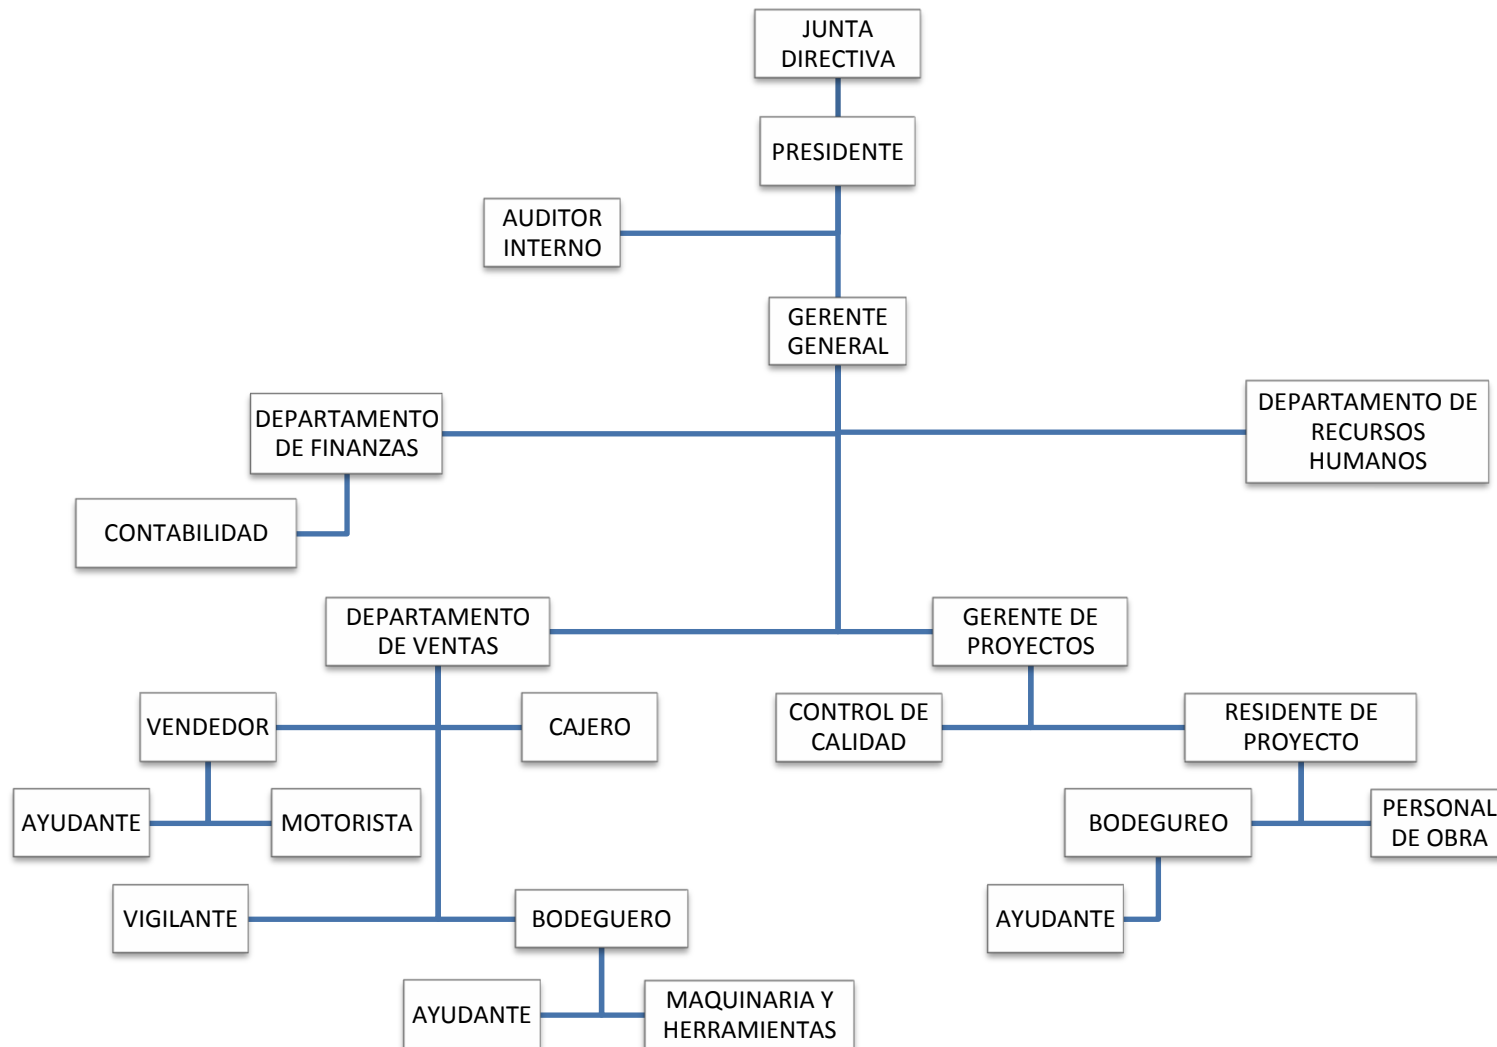 JUNTA
DIRECTIVA
PRESIDENTE
AUDITOR
INTERNO
GERENTE
GENERAL
DEPARTAMENTO
DE FINANZAS
DEPARTAMENTO DE
RECURSOS
HUMANOS
CONTABILIDAD
DEPARTAMENTO
DE VENTAS
GERENTE DE
PROYECTOS
VENDEDOR
CAJERO
CONTROL DE
CALIDAD
RESIDENTE DE
PROYECTO
AYUDANTE
MOTORISTA
BODEGUREO
PERSONAL
DE OBRA
VIGILANTE
BODEGUERO
AYUDANTE
AYUDANTE
MAQUINARIA Y
HERRAMIENTAS